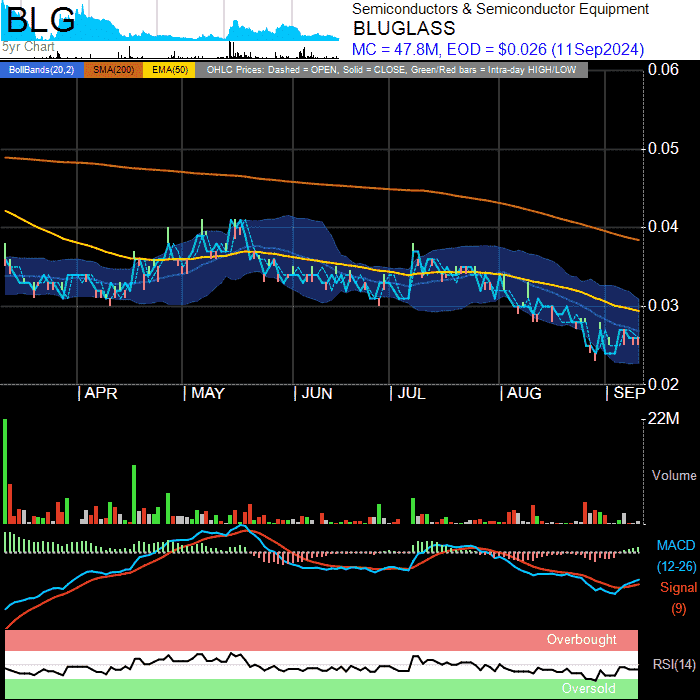 BLG
5yr Chart
Semiconductors & Semiconductor Equipment
BLUGLASS
MC = 47.8M, EOD = $0.026 (11Sep2024)
BollBands(20,2) SMA(200) EMA(50) OHLC Prices: Dashed = OPEN, Solid = CLOSE, Green/Red bars = Intra-day HIGH/LOW
0.06
0.05
0.04
0.03
0.02
APR MAY JUN JUL AUG SEP
22M
Volume
MACD
(12-26)
Signal
(9)
Overbought
RSI(14)
Oversold